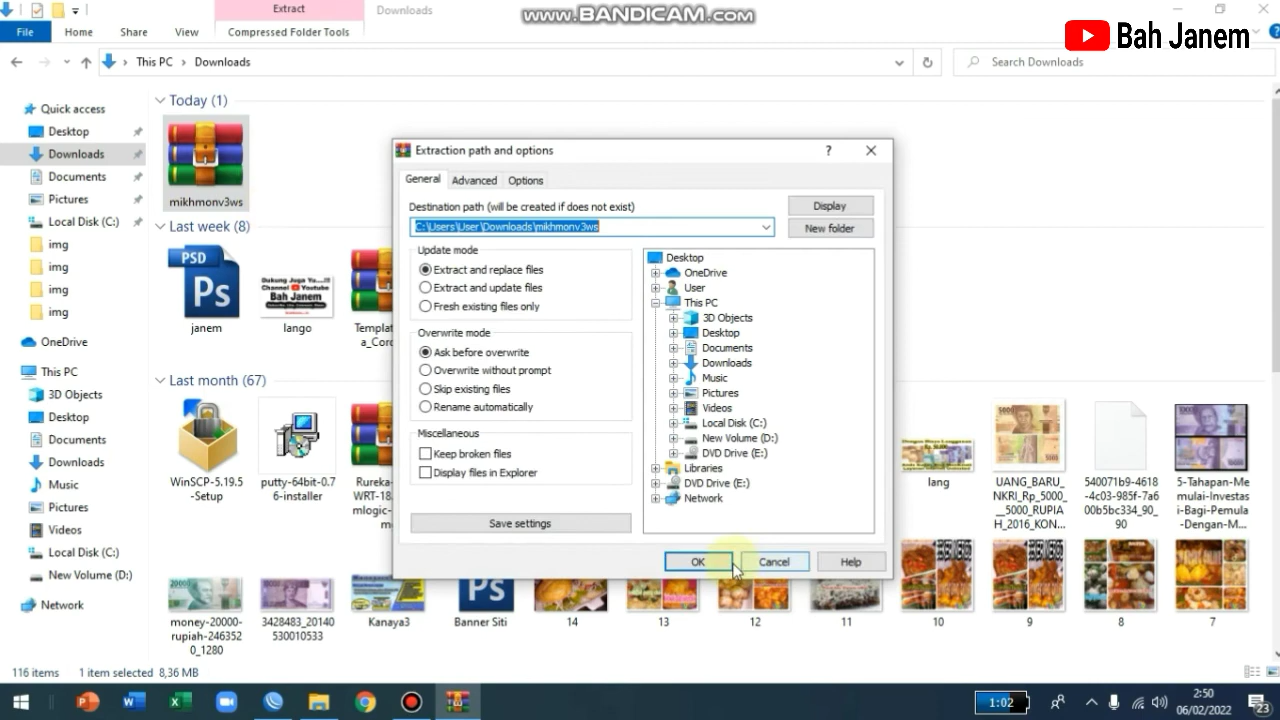 Extract
Downloads
www.BANDICAM.com
File
Home
Share
View
Compressed Folder Tools
Bah Janem
This PC
Downloads
Search Downloads
Quick access
Desktop
Downloads
Documents
Pictures
Local Disk (C:)
img
img
img
img
OneDrive
This PC
3D Objects
Desktop
Documents
Downloads
Music
Pictures
Videos
Local Disk (C:)
New Volume (D:)
Network
Today (1)
mikhmonv3ws
Last week (8)
PSD
Ps
janem
Bah Janem
lango
Templat
a_Coro
Last month (67)
WinSCP-5.19.5
-Setup
putty-64bit-0.7
6-installer
Rureka-
WRT-18.
mlogic-
lang
UANG_BARU_
NKRI_Rp_5000_
__5000_RUPIA
H_2016_KON_
540071b9-4618
-4c03-985f-7a6
00b5bc334_90_
90
5-Tahapan-Me
mulai-Investas
i-Bagi-Pemula
-Dengan-M...
money-20000-
rupiah-246352
0_1280
3428483_20140
530010533
Kanaya3
Ps
Banner Siti
14
13
12
11
10
9
8
7
Extraction path and options
?
General
Advanced
Options
Destination path (will be created if does not exist)
Display
C:\Users\User\Downloads\mikhmonv3ws
New folder
Update mode
Extract and replace files
Extract and update files
Fresh existing files only
Overwrite mode
Ask before overwrite
Overwrite without prompt
Skip existing files
Rename automatically
Miscellaneous
Keep broken files
Display files in Explorer
Save settings
Desktop
OneDrive
User
This PC
3D Objects
Desktop
Documents
Downloads
Music
Pictures
Videos
Local Disk (C:)
New Volume (D:)
DVD Drive (E:)
Libraries
DVD Drive (E:)
Network
OK
Cancel
Help
116 items
1 item selected 8,36 MB
1:02
2:50
06/02/2022
23